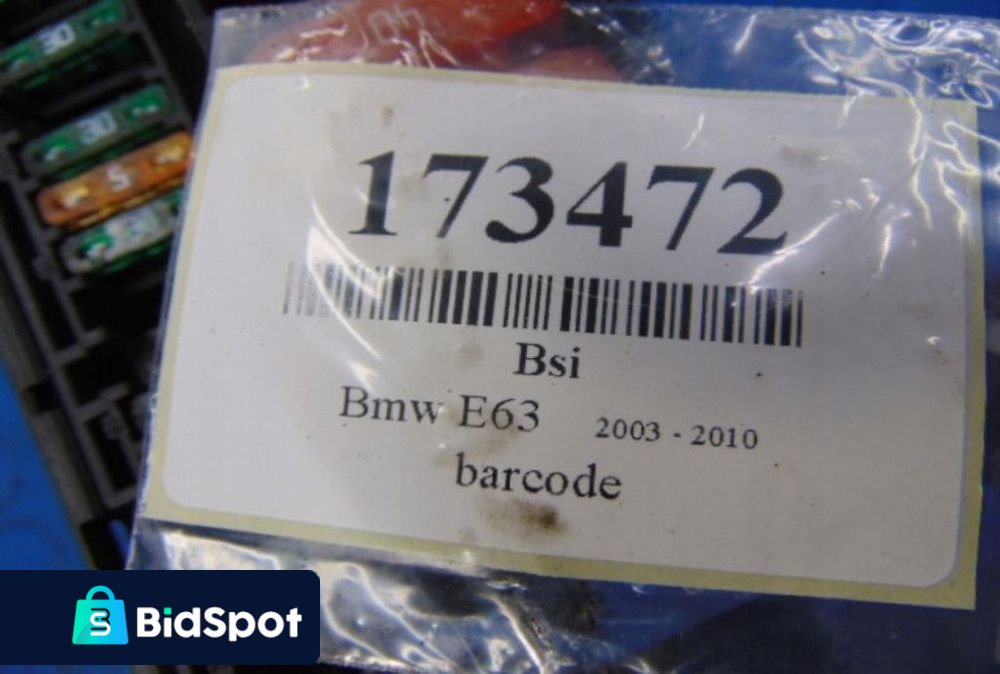 30
30
5
173472
Bsi
Bmw E63 2003 - 2010
barcode
BidSpot